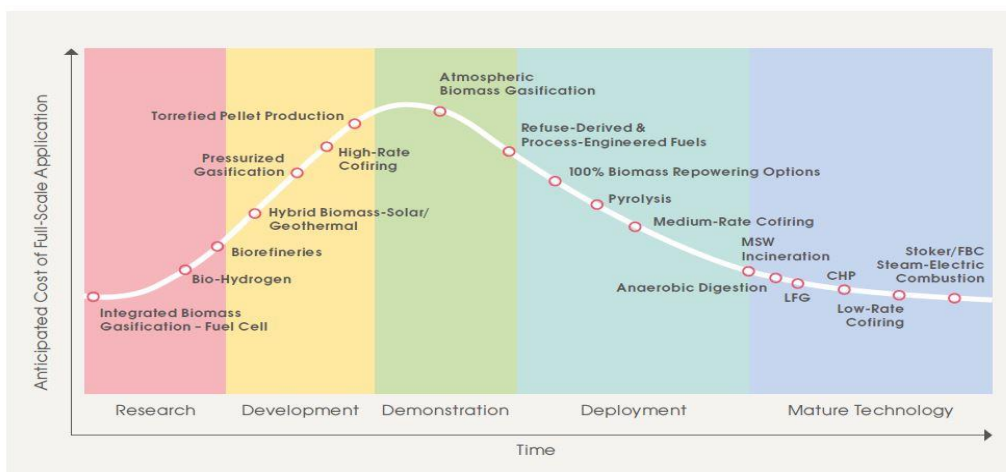 Anticipated Cost of Full-Scale Application
Atmospheric
Biomass Gasification
Torrefied Pellet Production
Refuse-Derived &
Process-Engineered Fuels
High-Rate
Cofiring
Pressurized
Gasification
100% Biomass Repowering Options
Pyrolysis
Hybrid Biomass-Solar/
Geothermal
Medium-Rate Cofiring
Biorefineries
MSW
Incineration
Stoker/FBC
Steam-Electric
Combustion
Bio-Hydrogen
Anaerobic Digestion
CHP
LFG
Low-Rate
Cofiring
Integrated Biomass
Gasification – Fuel Cell
Research
Development
Demonstration
Deployment
Mature Technology
Time